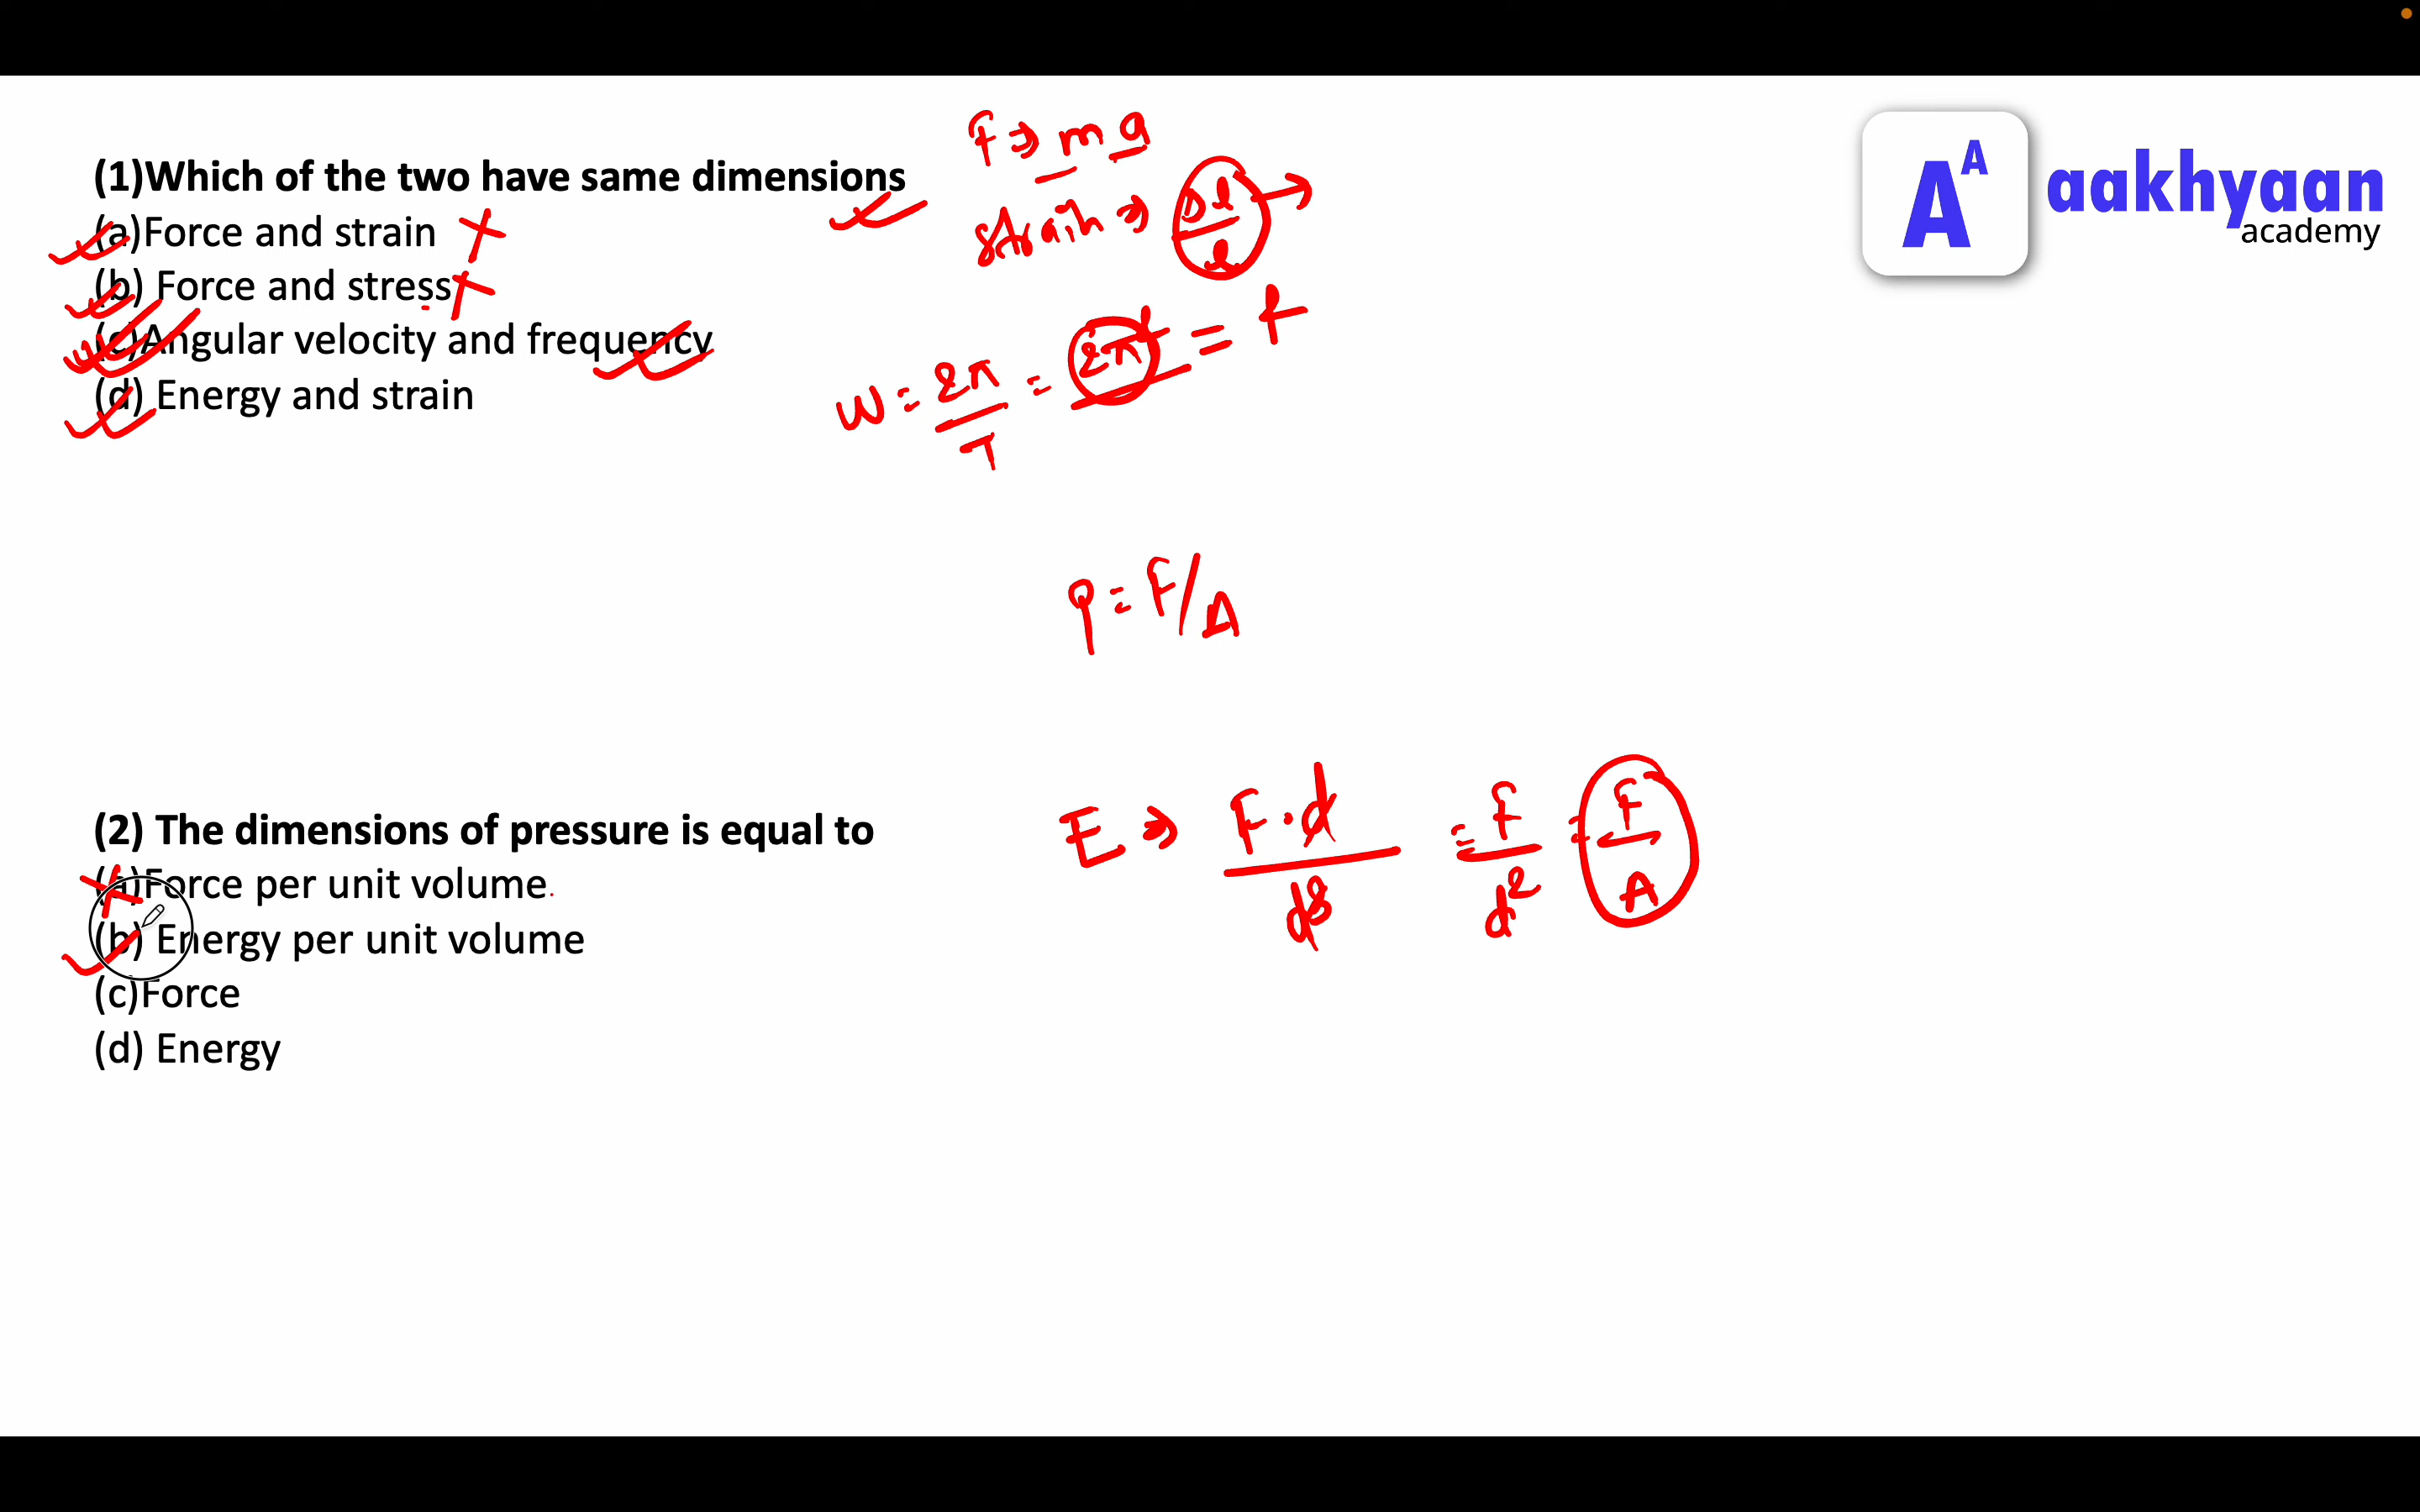 (1)Which of the two have same dimensions
(a)Force and strain
(b) Force and stress
(c)Angular velocity and frequency
(d) Energy and strain
f ⇒ m a
strain ⇒ Δl / l
w = 2π / T = 2πf = f
A A
aakhyaan
academy
P = F/A
(2) The dimensions of pressure is equal to
(a)Force per unit volume.
(b) Energy per unit volume
(c)Force
(d) Energy
E ⇒ F·d / d³ = f / d² = f / A